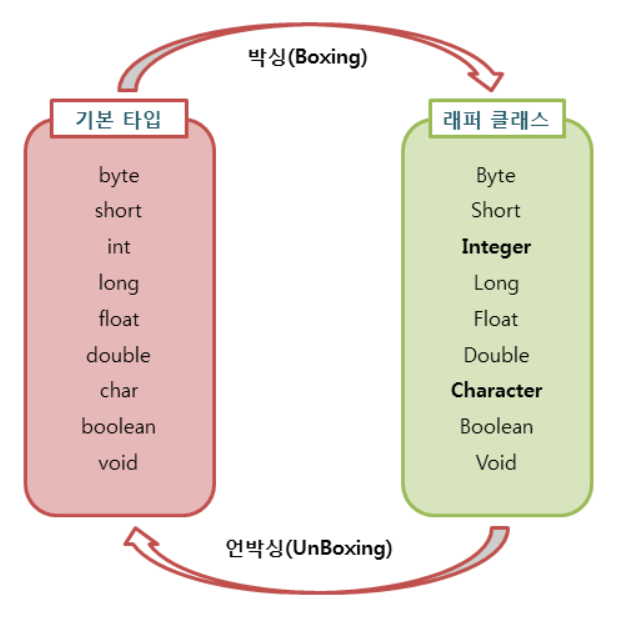 박싱(Boxing)
기본 타입
byte
short
int
long
float
double
char
boolean
void
래퍼 클래스
Byte
Short
Integer
Long
Float
Double
Character
Boolean
Void
언박싱(UnBoxing)